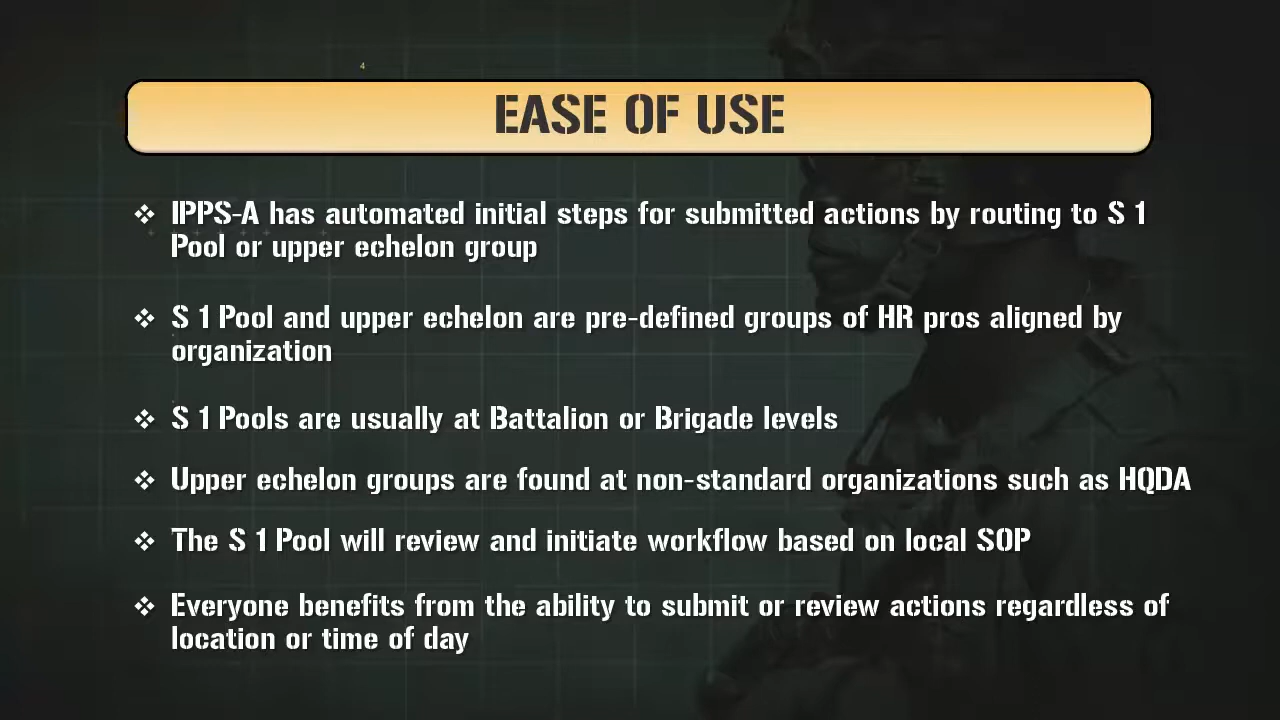 4
EASE OF USE
❖ IPPS-A has automated initial steps for submitted actions by routing to S 1
Pool or upper echelon group
❖ S 1 Pool and upper echelon are pre-defined groups of HR pros aligned by
organization
❖ S 1 Pools are usually at Battalion or Brigade levels
❖ Upper echelon groups are found at non-standard organizations such as HQDA
❖ The S 1 Pool will review and initiate workflow based on local SOP
❖ Everyone benefits from the ability to submit or review actions regardless of
location or time of day